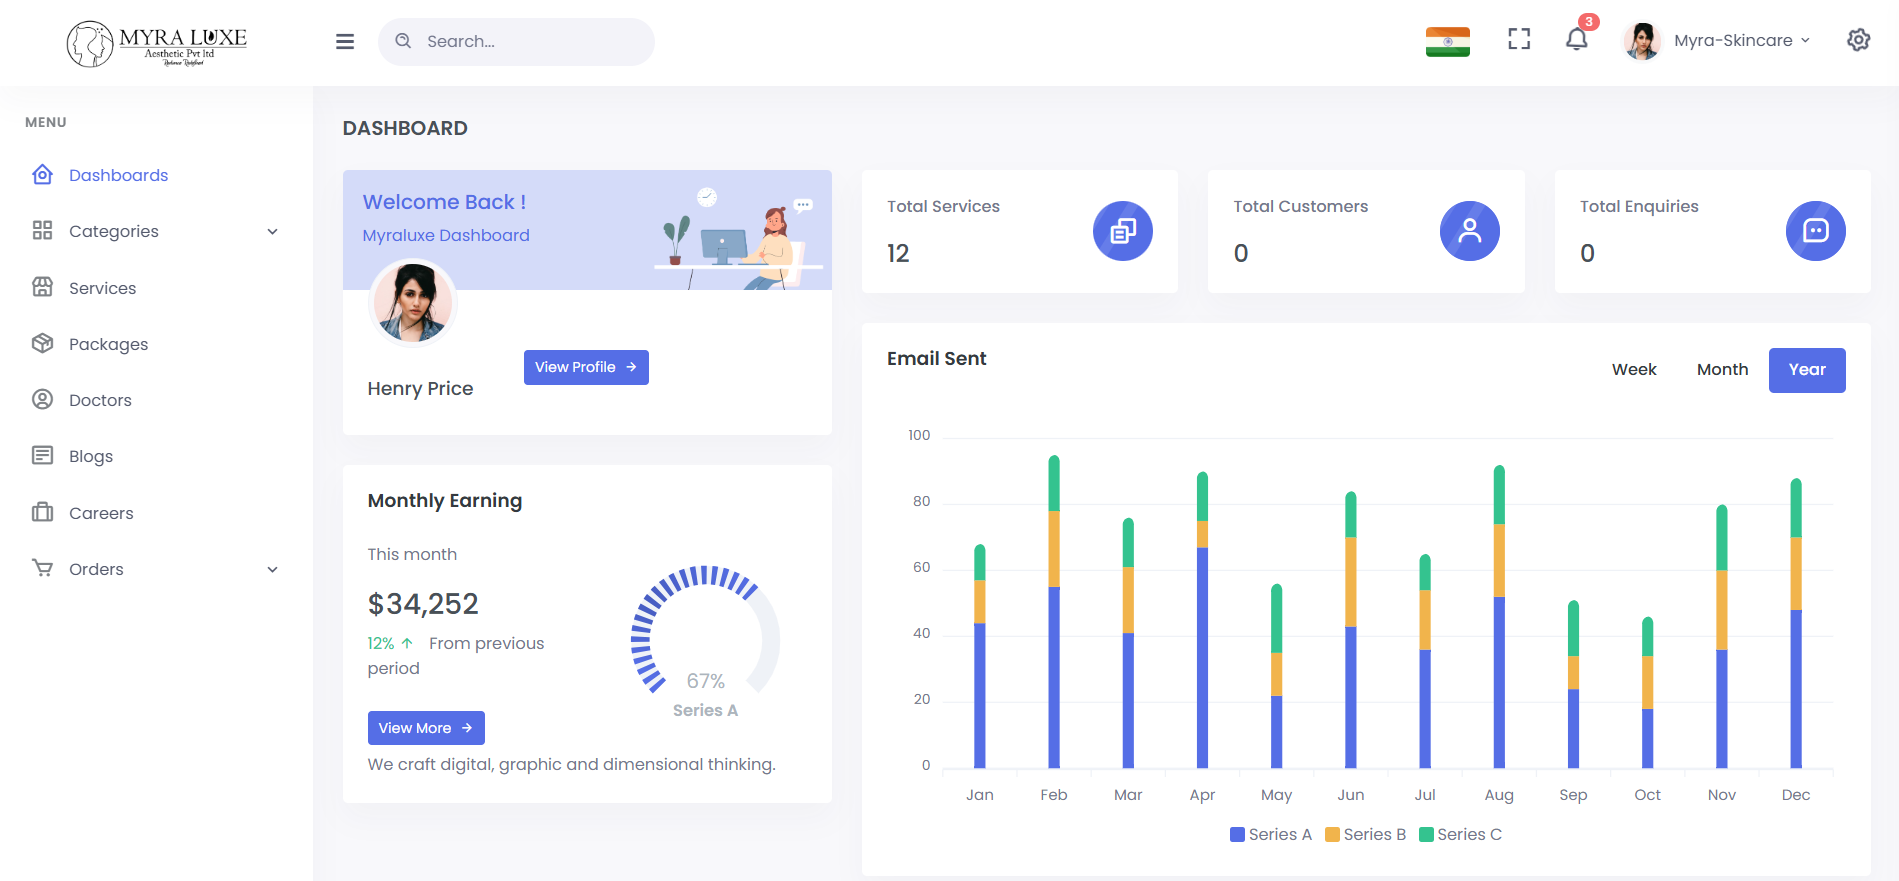 MYRA LUXE
Aesthetic Pvt ltd
Radiance Redefined
Search...
3
Myra-Skincare
MENU
Dashboards
Categories
Services
Packages
Doctors
Blogs
Careers
Orders
DASHBOARD
Welcome Back !
Myraluxe Dashboard
Henry Price
View Profile
Total Services
12
Total Customers
0
Total Enquiries
0
Monthly Earning
This month
$34,252
12% From previous
period
67%
Series A
View More
We craft digital, graphic and dimensional thinking.
Email Sent
Week Month Year
100
80
60
40
20
0
Jan Feb Mar Apr May Jun Jul Aug Sep Oct Nov Dec
Series A Series B Series C